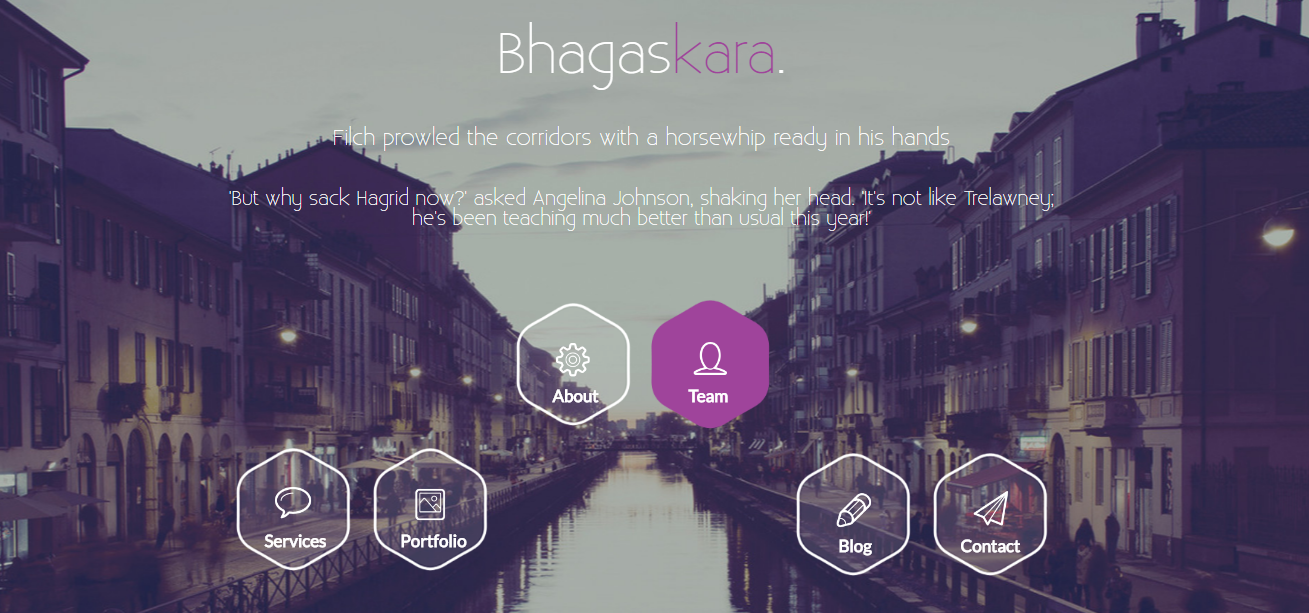 Bhagaskara.
Filch prowled the corridors with a horsewhip ready in his hands
'But why sack Hagrid now?' asked Angelina Johnson, shaking her head. 'It's not like Trelawney;
he's been teaching much better than usual this year!'
About
Team
Services
Portfolio
Blog
Contact